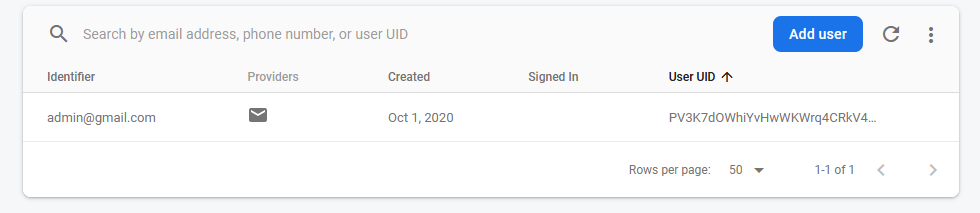 Search by email address, phone number, or user UID Add user
Identifier Providers Created Signed In User UID
admin@gmail.com Oct 1, 2020 PV3K7dOWhiYvHwWKWrq4CRkV4...
Rows per page: 50 1-1 of 1